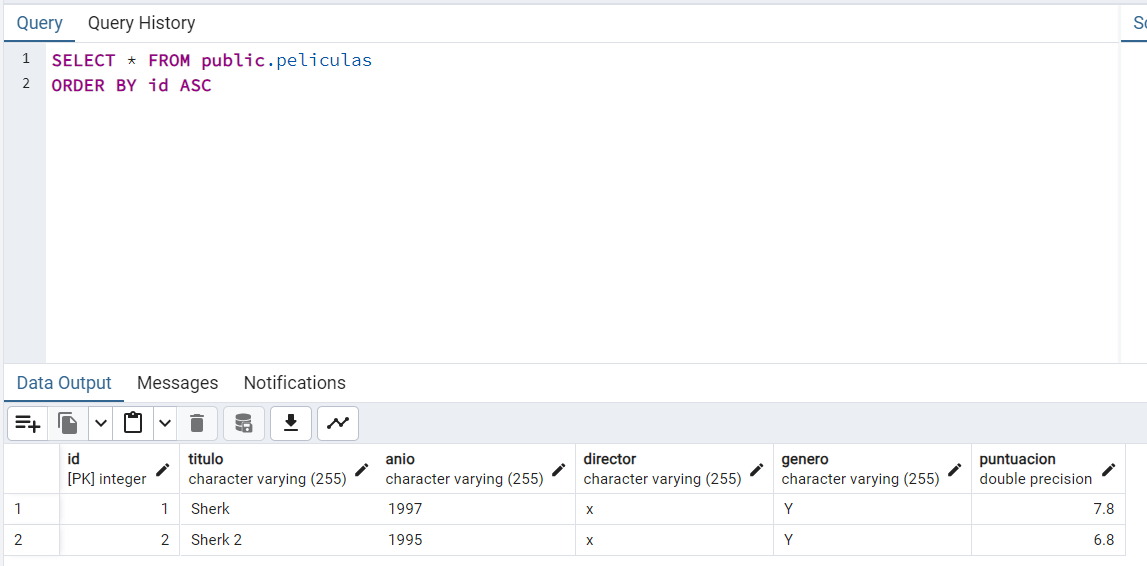 Query Query History Sc
1 SELECT * FROM public.peliculas
2 ORDER BY id ASC
Data Output Messages Notifications
id titulo anio director genero puntuacion
[PK] integer character varying (255) character varying (255) character varying (255) character varying (255) double precision
1 1 Sherk 1997 x Y 7.8
2 2 Sherk 2 1995 x Y 6.8